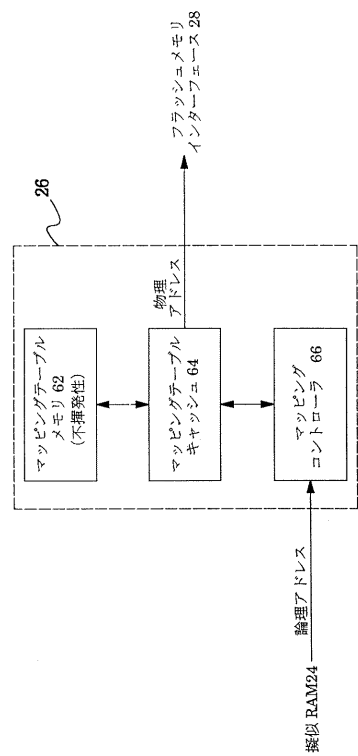 26
マッピングテーブル
メモリ 62
(不揮発性)
マッピングテーブル
キャッシュ 64
マッピング
コントローラ 66
物理
アドレス
フラッシュメモリ
インターフェース 28
論理アドレス
擬似 RAM24